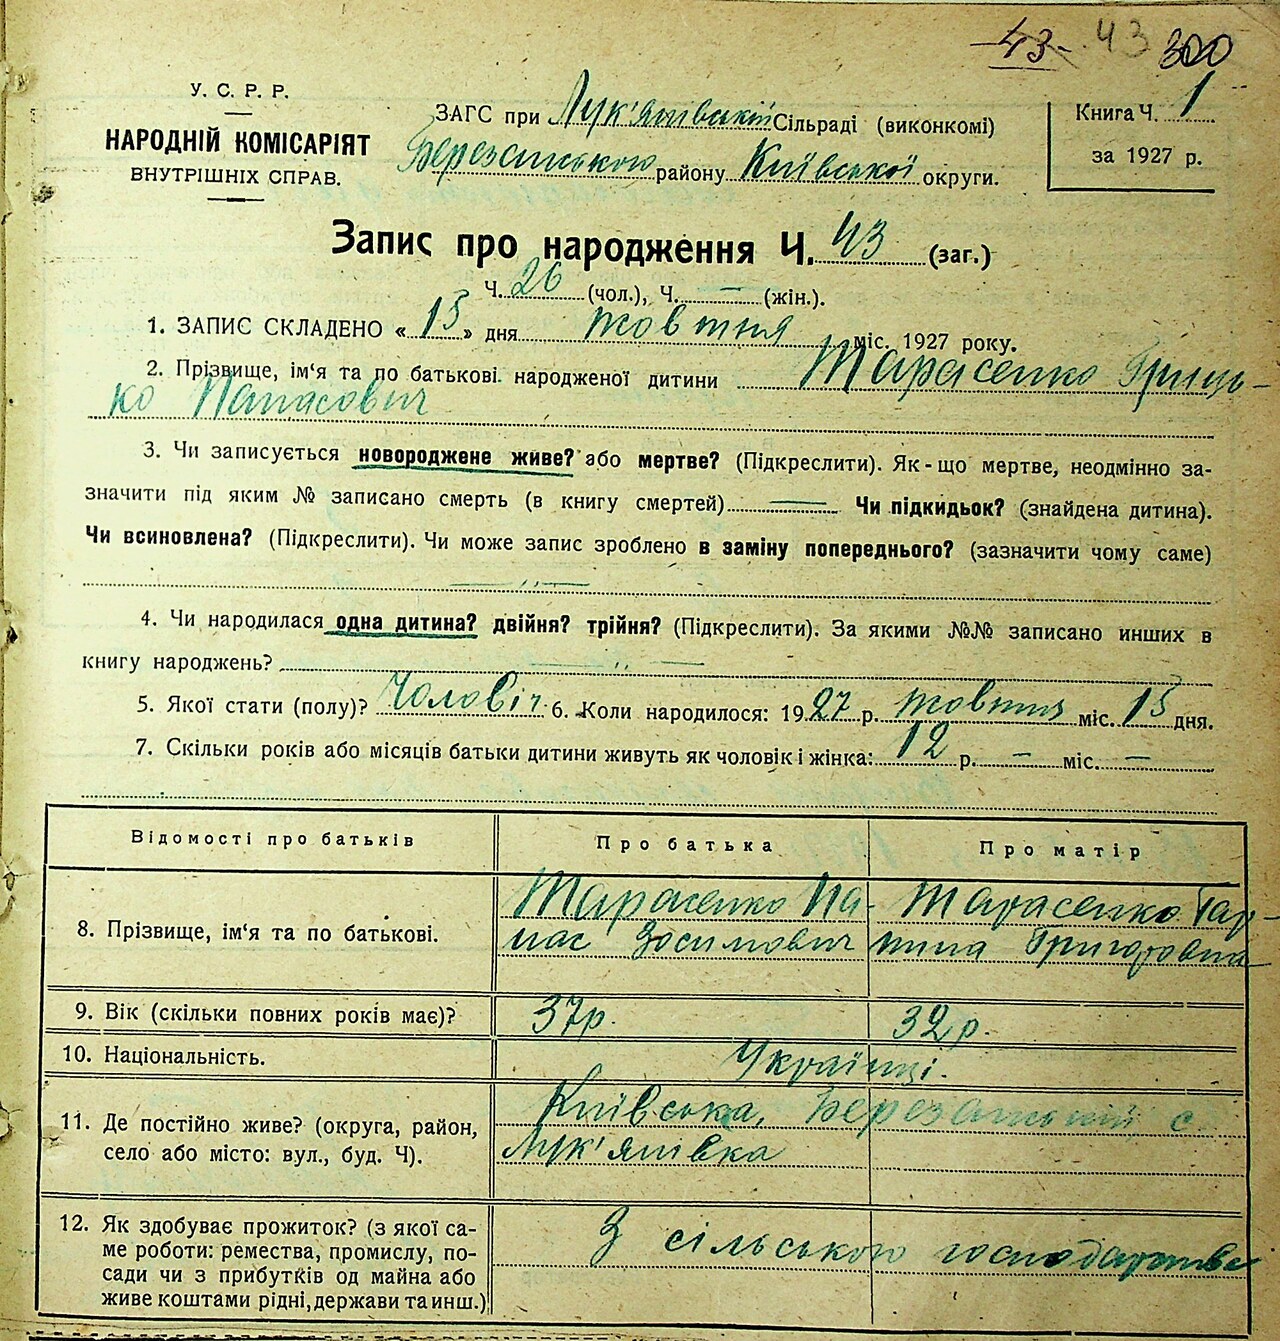 43 43 300
У. С. Р. Р.
НАРОДНІЙ КОМІСАРІЯТ
ВНУТРІШНІХ СПРАВ.
ЗАГС при Лук'янівській Сільраді (виконкомі)
Березанського району Київської округи.
Книга Ч. 1
за 1927 р.
Запис про народження Ч. 43 (заг.)
Ч. 26 (чол.), Ч. — (жін.).
1. ЗАПИС СКЛАДЕНО «15» дня жовтня міс. 1927 року.
2. Прізвище, ім'я та по батькові народженої дитини Тарасенко Гриць-
ко Панасович
3. Чи записується новороджене живе? або мертве? (Підкреслити). Як-що мертве, неодмінно за-
значити під яким № записано смерть (в книгу смертей) — Чи підкидьок? (знайдена дитина).
Чи всиновлена? (Підкреслити). Чи може запис зроблено в заміну попереднього? (зазначити чому саме)
— „ —
4. Чи народилася одна дитина? двійня? трійня? (Підкреслити). За якими №№ записано инших в
книгу народжень? — „ —
5. Якої стати (полу)? Чоловіч. 6. Коли народилося: 1927 р. жовтня міс. 15 дня.
7. Скільки років або місяців батьки дитини живуть як чоловік і жінка: 12 р. — міс. —
Відомості про батьків Про батька Про матір
8. Прізвище, ім'я та по батькові.
Тарасенко Па-
нас Зосимович
Тарасенко Ган-
нина Григоровна
9. Вік (скільки повних років має)? 37р. 32р.
10. Національність. Українці.
11. Де постійно живе? (округа, район,
село або місто: вул., буд. Ч).
Київська, Березанський с.
Лук'янівка
12. Як здобуває прожиток? (з якої са-
ме роботи: ремества, промислу, по-
сади чи з прибутків од майна або
живе коштами рідні, держави та инш.)
З сільського господарства